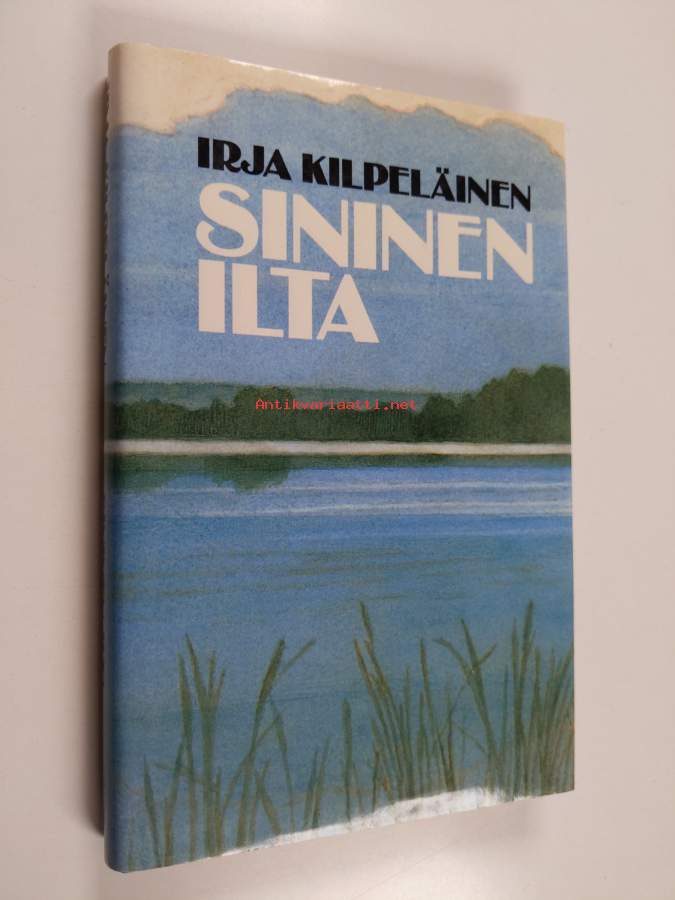 IRJA KILPELÄINEN
SININEN
ILTA
Antikvariaatti.net